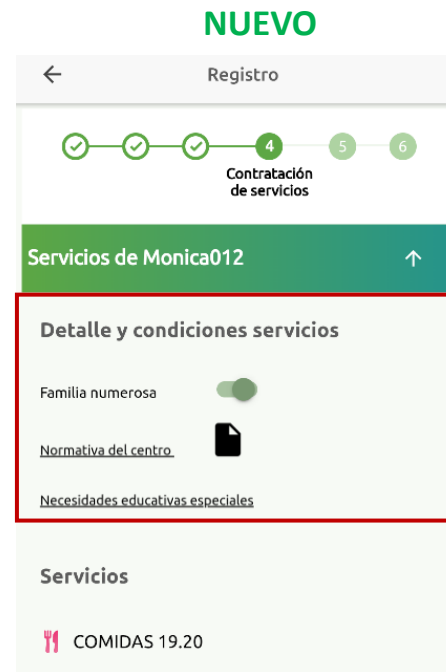 NUEVO
Registro
4 5 6
Contratación
de servicios
Servicios de Monica012
Detalle y condiciones servicios
Familia numerosa
Normativa del centro
Necesidades educativas especiales
Servicios
COMIDAS 19.20